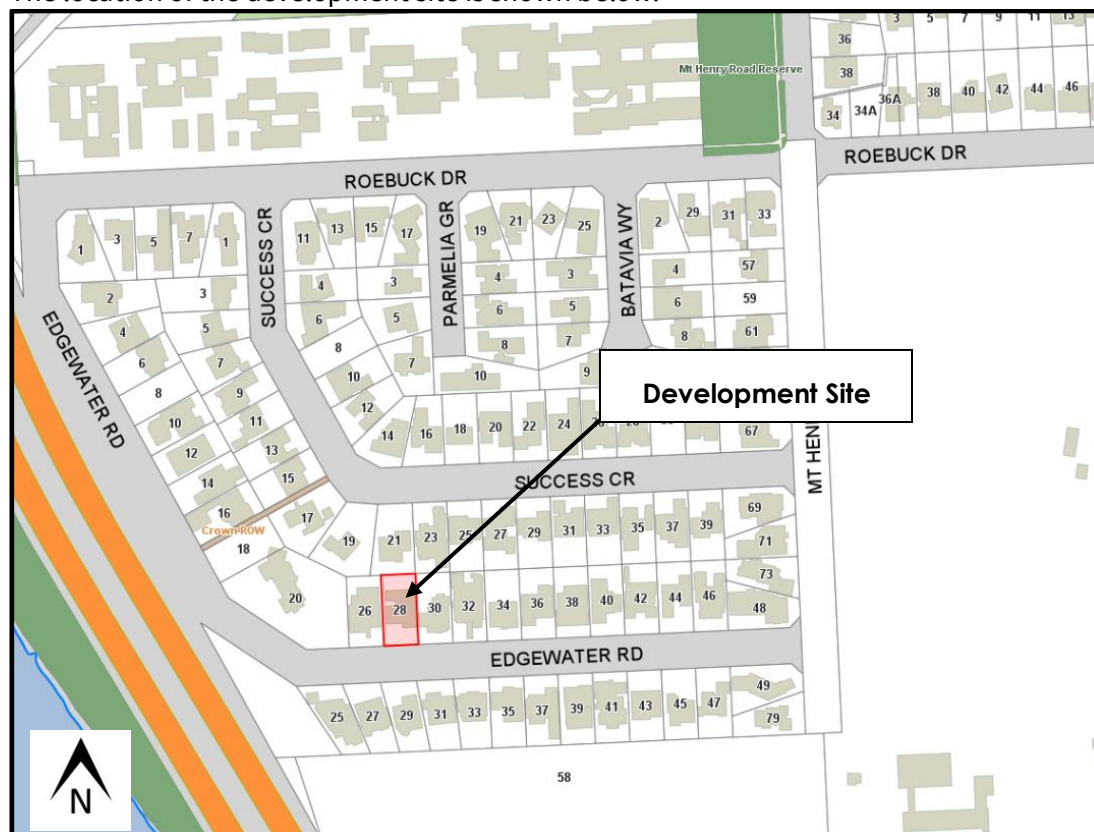 The location of the development site is shown below:
3 5 7 9 11 13
36
Mt Henry Road Reserve
38
36A 38 40 42 44 46
34 34A
ROEBUCK DR
ROEBUCK DR
1 3 5 7 1
11 13 15 17
19 21 23 25
2 29 31 33
SUCCESS CR
PARMELIA GR
BATAVIA WY
2 3
4 3
4 3
4 57
4 5
6 5
6 5
6 59
6 7
8 7
8 7
8 61
EDGEWATER RD
8 9
10
10 9
10 11
12
Development Site
12 13
14 16 18 20 22 24
67
14 15
MT HEN
SUCCESS CR
16 17
Crown ROW
18
19 21 23 25 27 29 31 33 35 37 39 69
71
20
26 28 30 32 34 36 38 40 42 44 46 73
48
EDGEWATER RD
25 27 29 31 33 35 37 39 41 43 45 47 49
79
58
N